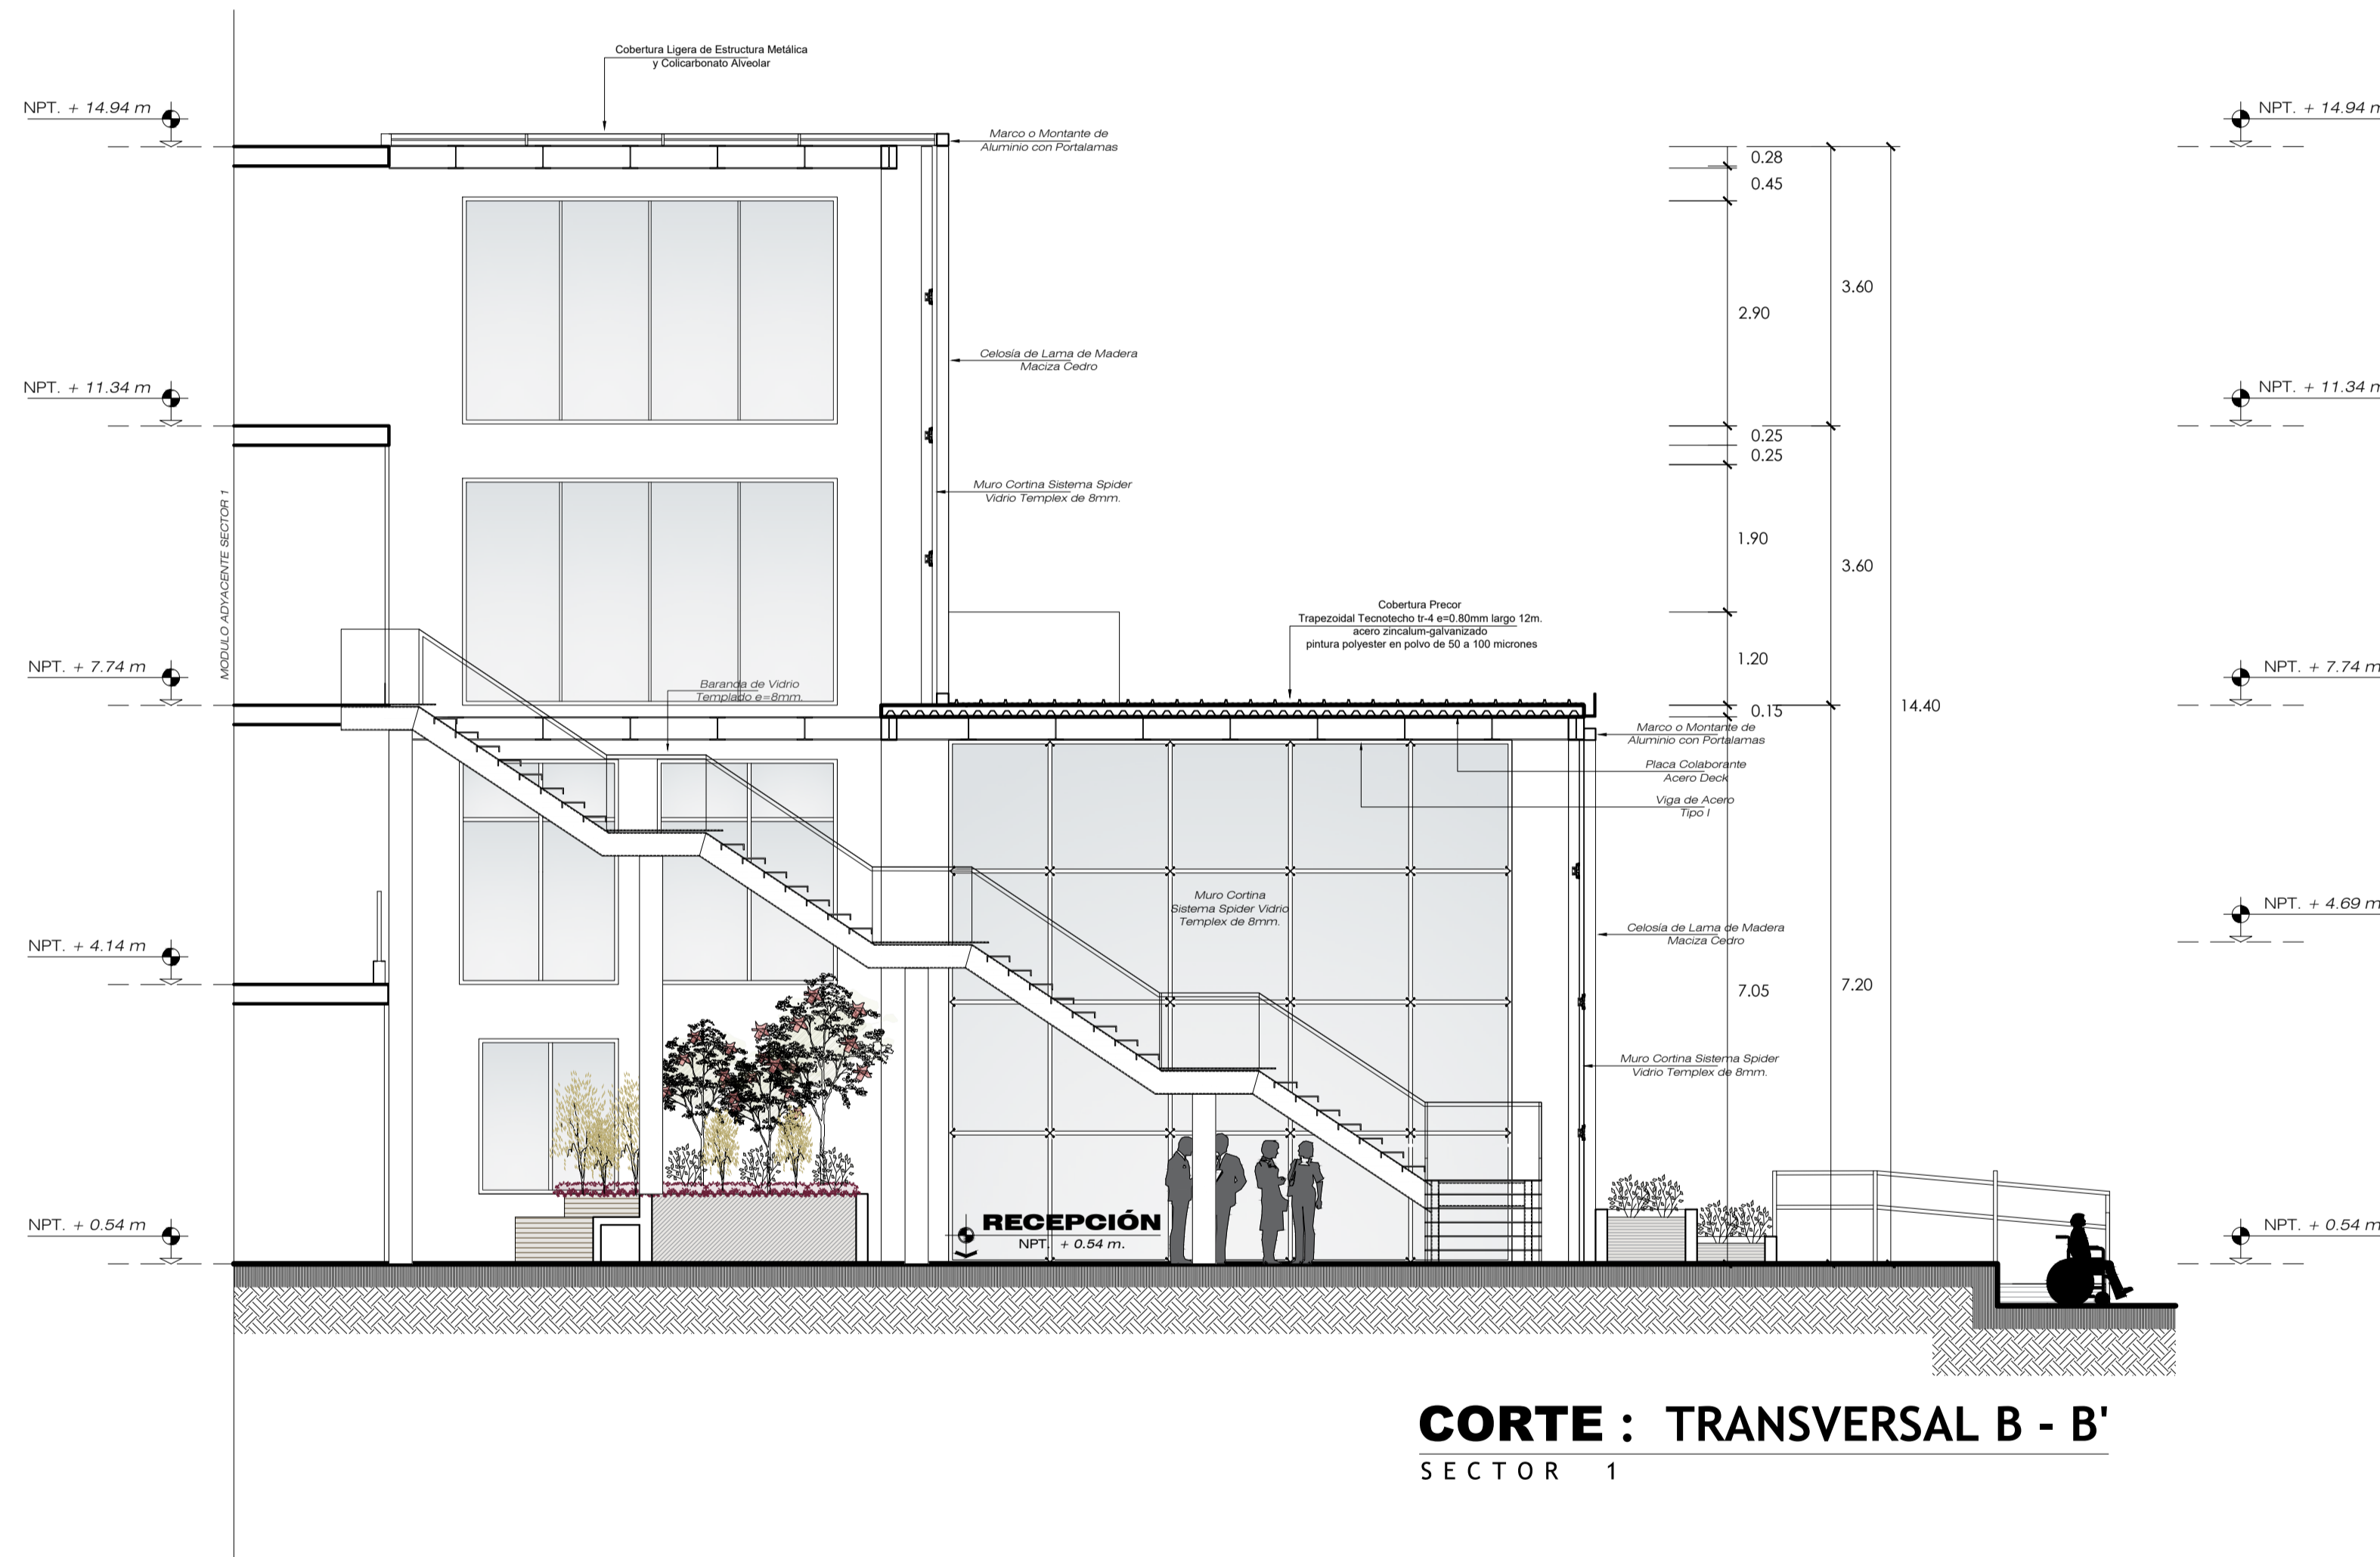 Cobertura Ligera de Estructura Metálica
y Colicarbonato Alveolar
NPT. + 14.94 m
NPT. + 14.94 m
Marco o Montante de
Aluminio con Portalamas
0.28
0.45
3.60
2.90
Celosía de Lama de Madera
Maciza Cedro
NPT. + 11.34 m
NPT. + 11.34 m
0.25
0.25
Muro Cortina Sistema Spider
Vidrio Templex de 8mm.
MODULO ADYACENTE SECTOR 1
1.90
3.60
Cobertura Precor
Trapezoidal Tecnotecho tr-4 e=0.80mm largo 12m.
acero zincalum-galvanizado
pintura polyester en polvo de 50 a 100 micrones
1.20
NPT. + 7.74 m
NPT. + 7.74 m
Baranda de Vidrio
Templado e=8mm.
0.15
14.40
Marco o Montante de
Aluminio con Portalamas
Placa Colaborante
Acero Deck
Viga de Acero
Tipo I
Muro Cortina
Sistema Spider Vidrio
Templex de 8mm.
NPT. + 4.69 m
Celosía de Lama de Madera
Maciza Cedro
NPT. + 4.14 m
7.05
7.20
Muro Cortina Sistema Spider
Vidrio Templex de 8mm.
NPT. + 0.54 m
RECEPCIÓN
NPT. + 0.54 m.
NPT. + 0.54 m
CORTE : TRANSVERSAL B - B'
SECTOR 1